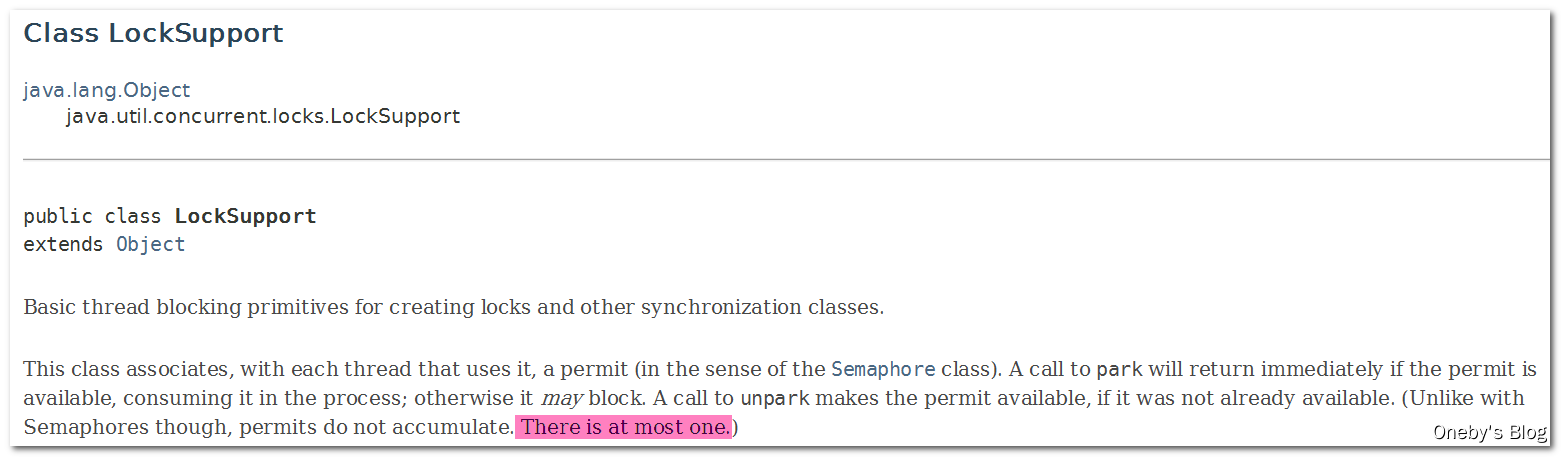 Class LockSupport
java.lang.Object
java.util.concurrent.locks.LockSupport
public class LockSupport
extends Object
Basic thread blocking primitives for creating locks and other synchronization classes.
This class associates, with each thread that uses it, a permit (in the sense of the Semaphore class). A call to park will return immediately if the permit is
available, consuming it in the process; otherwise it may block. A call to unpark makes the permit available, if it was not already available. (Unlike with
Semaphores though, permits do not accumulate. There is at most one.)
Oneby's Blog